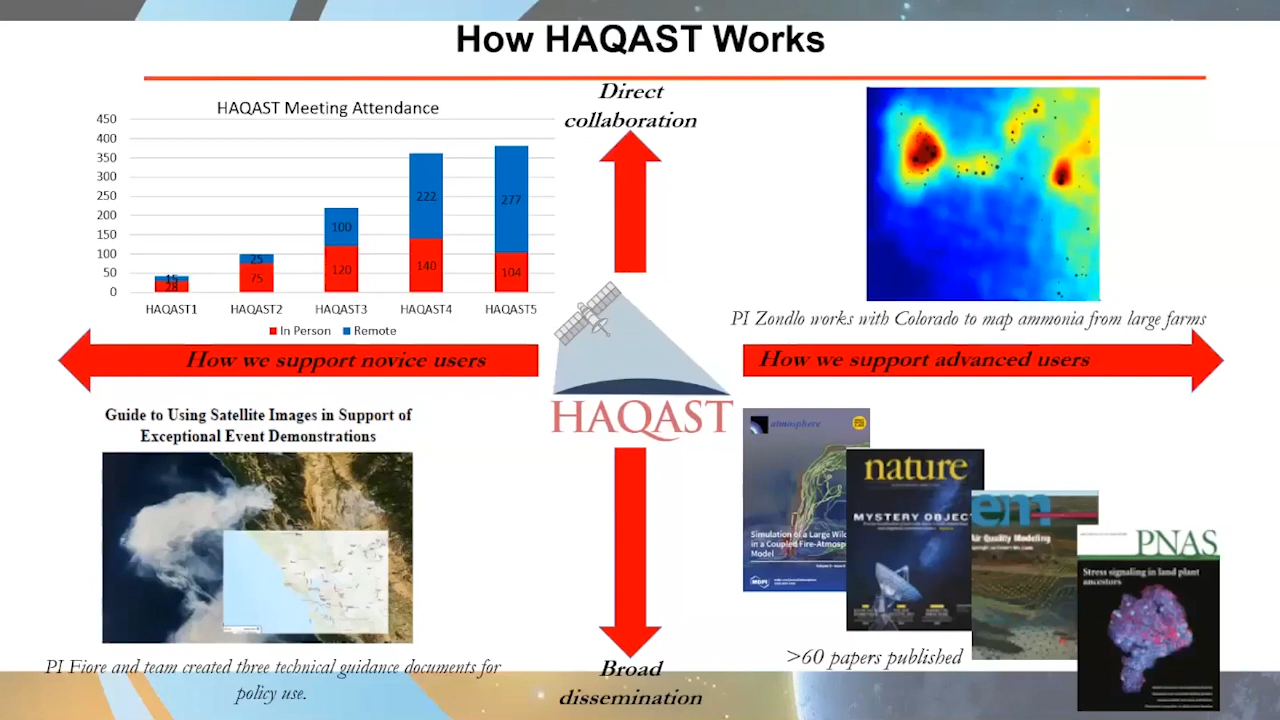 How HAQAST Works
HAQAST Meeting Attendance
450
400
350
300
250
200
150
100
50
0
15
28
25
75
100
120
222
140
277
104
HAQAST1
HAQAST2
HAQAST3
HAQAST4
HAQAST5
In Person
Remote
Direct
collaboration
PI Zondlo works with Colorado to map ammonia from large farms
How we support novice users
How we support advanced users
HAQAST
Guide to Using Satellite Images in Support of
Exceptional Event Demonstrations
PI Fiore and team created three technical guidance documents for
policy use.
Broad
dissemination
atmosphere
Simulation of a Large Wil
in a Coupled Fire-Atmosp
Model
MDPI
nature
MYSTERY OBJEC
em
Air Quality Modeling
PNAS
Stress signaling in land plant
ancestors
>60 papers published